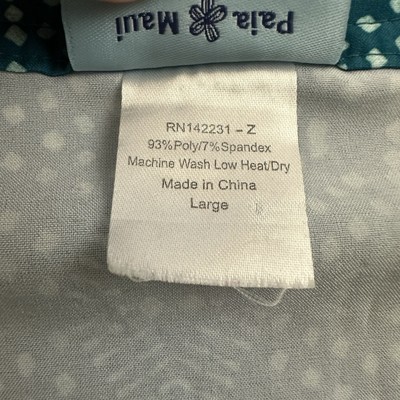 Paia
Maui
RN142231 – Z
93%Poly/7%Spandex
Machine Wash Low Heat/Dry
Made in China
Large